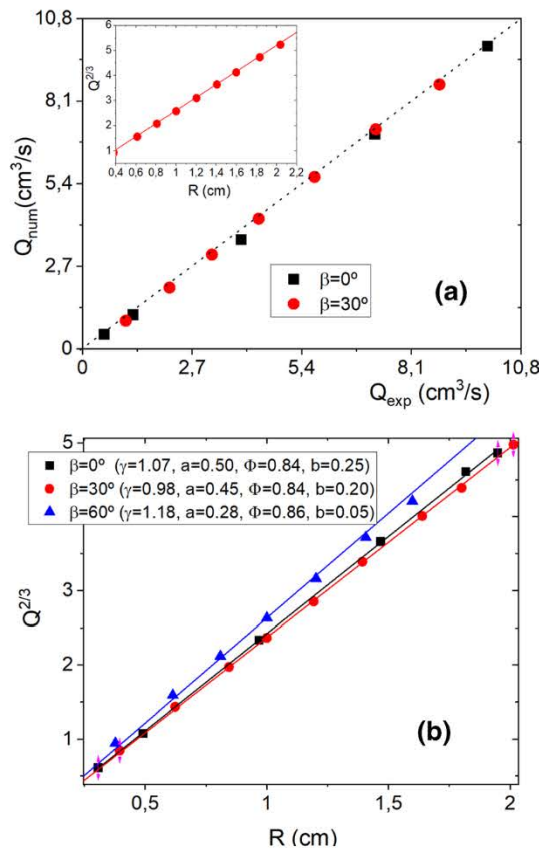 10,8
8,1
5,4
2,7
0
Q_num (cm³/s)
6
5
4
3
2
1
Q^2/3
0,4 0,6 0,8 1,0 1,2 1,4 1,6 1,8 2,0 2,2
R (cm)
β=0º
β=30º
(a)
0 2,7 5,4 8,1 10,8
Q_exp (cm³/s)
5
β=0º (γ=1.07, a=0.50, Φ=0.84, b=0.25)
β=30º (γ=0.98, a=0.45, Φ=0.84, b=0.20)
β=60º (γ=1.18, a=0.28, Φ=0.86, b=0.05)
3
2
1
Q^2/3
(b)
0,5 1 1,5 2
R (cm)